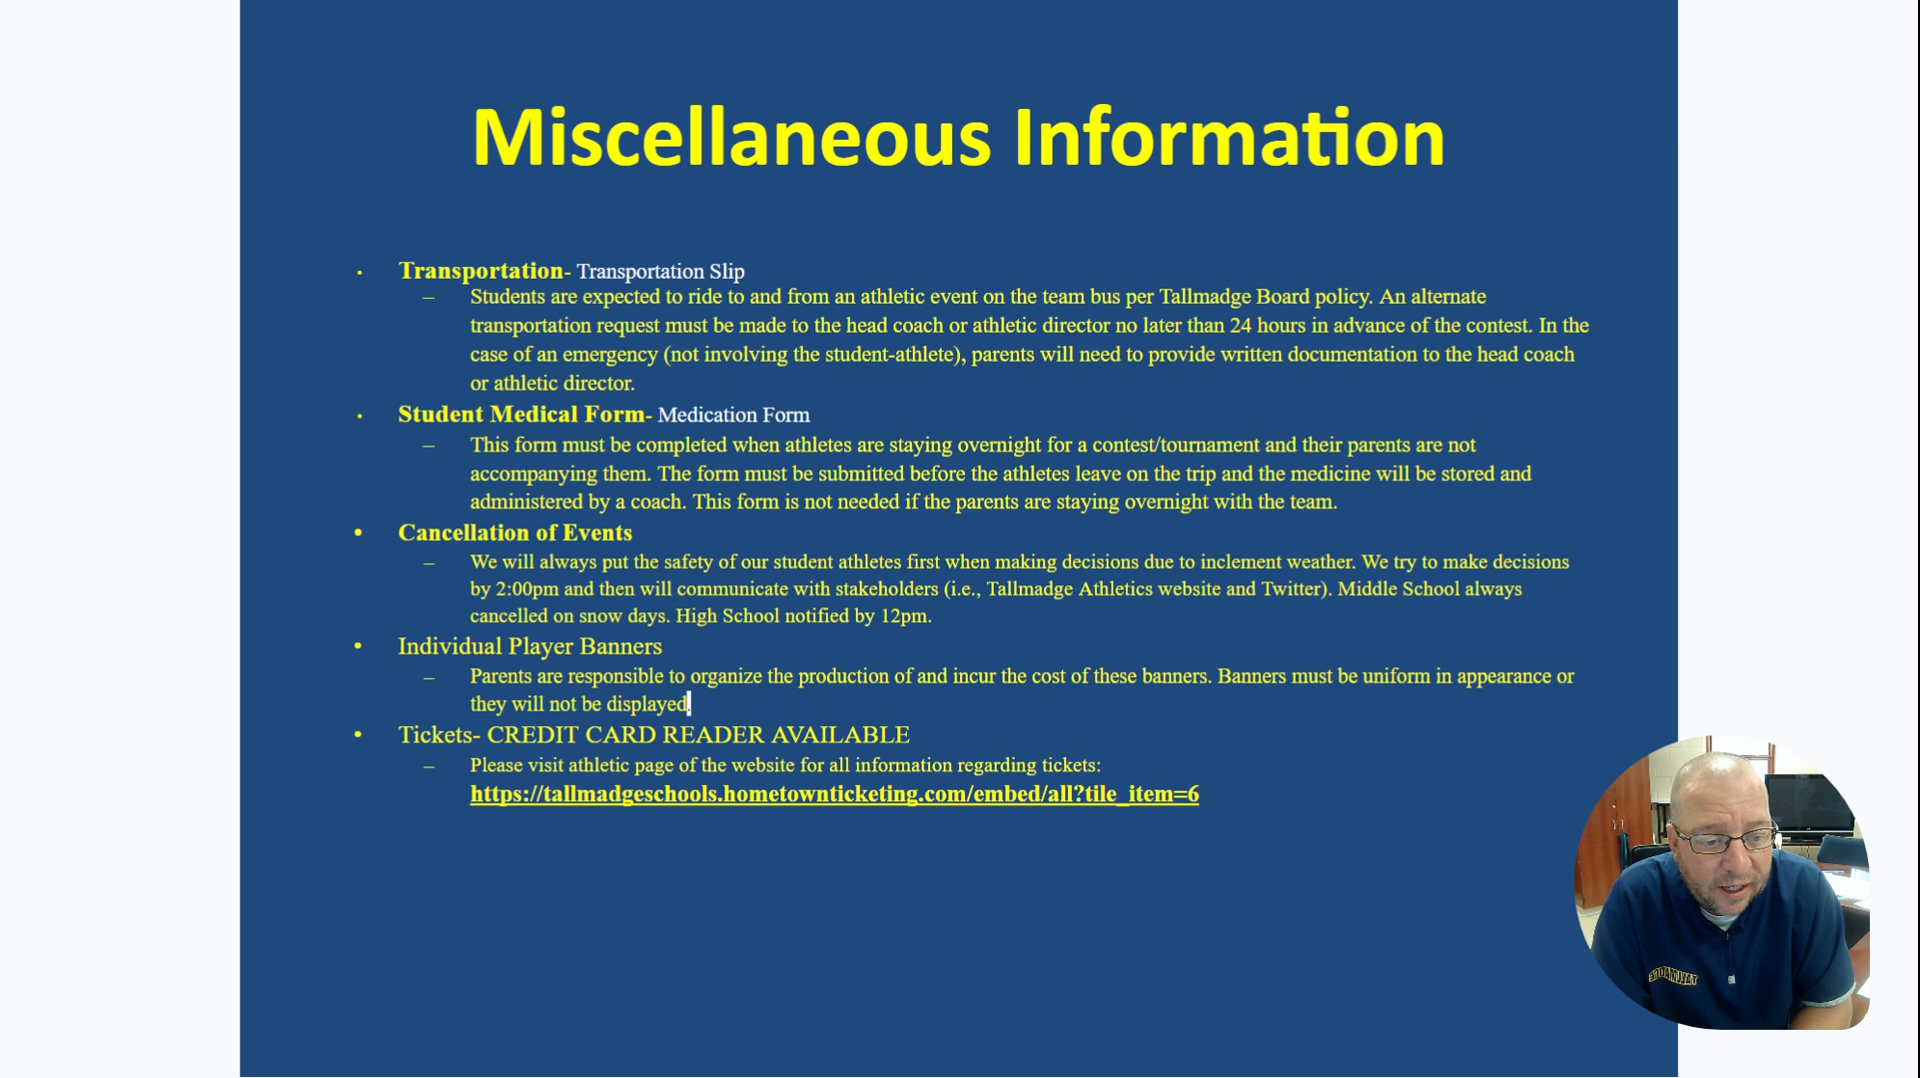 Miscellaneous Information
• Transportation- Transportation Slip
– Students are expected to ride to and from an athletic event on the team bus per Tallmadge Board policy. An alternate
transportation request must be made to the head coach or athletic director no later than 24 hours in advance of the contest. In the
case of an emergency (not involving the student-athlete), parents will need to provide written documentation to the head coach
or athletic director.
• Student Medical Form- Medication Form
– This form must be completed when athletes are staying overnight for a contest/tournament and their parents are not
accompanying them. The form must be submitted before the athletes leave on the trip and the medicine will be stored and
administered by a coach. This form is not needed if the parents are staying overnight with the team.
• Cancellation of Events
– We will always put the safety of our student athletes first when making decisions due to inclement weather. We try to make decisions
by 2:00pm and then will communicate with stakeholders (i.e., Tallmadge Athletics website and Twitter). Middle School always
cancelled on snow days. High School notified by 12pm.
• Individual Player Banners
– Parents are responsible to organize the production of and incur the cost of these banners. Banners must be uniform in appearance or
they will not be displayed.
• Tickets- CREDIT CARD READER AVAILABLE
– Please visit athletic page of the website for all information regarding tickets:
https://tallmadgeschools.hometownticketing.com/embed/all?tile_item=6
TALLMADGE